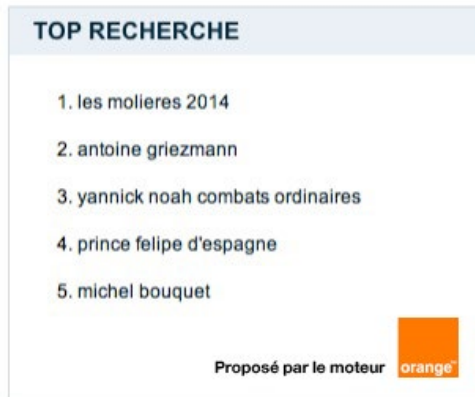 TOP RECHERCHE
1. les molieres 2014
2. antoine griezmann
3. yannick noah combats ordinaires
4. prince felipe d'espagne
5. michel bouquet
Proposé par le moteur orange™